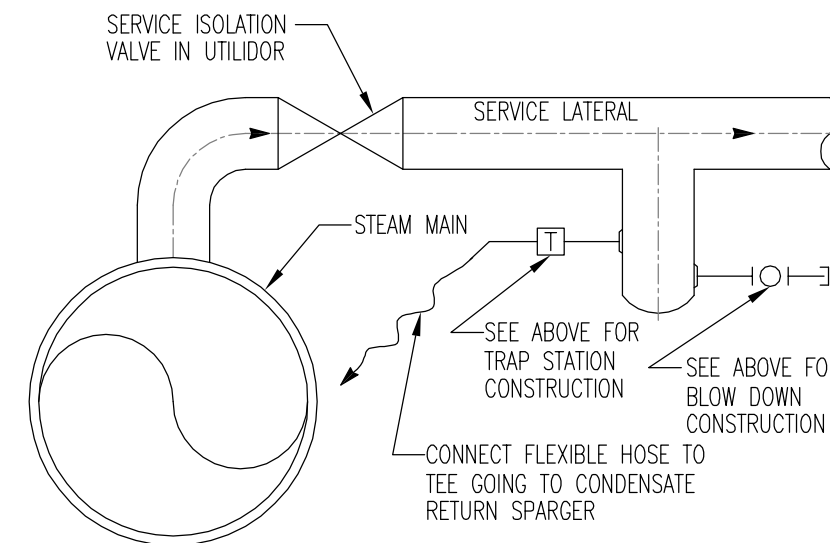 SERVICE ISOLATION
VALVE IN UTILIDOR
SERVICE LATERAL
STEAM MAIN
T
SEE ABOVE FOR
TRAP STATION
CONSTRUCTION
SEE ABOVE FO
BLOW DOWN
CONSTRUCTION
CONNECT FLEXIBLE HOSE TO
TEE GOING TO CONDENSATE
RETURN SPARGER